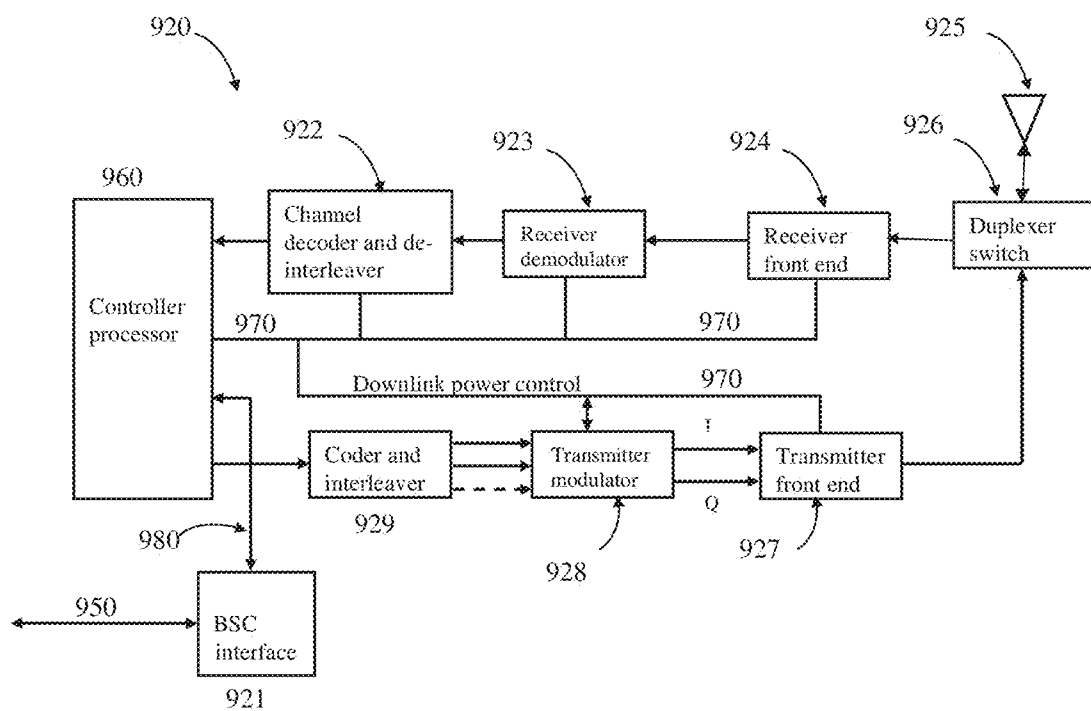 920
925
922
923
924
926
960
Channel
decoder and de-
interleaver
Receiver
demodulator
Receiver
front end
Duplexer
switch
Controller
processor
970
970
Downlink power control
970
I
Coder and
interleaver
Transmitter
modulator
Transmitter
front end
Q
929
980
928
927
950
BSC
interface
921